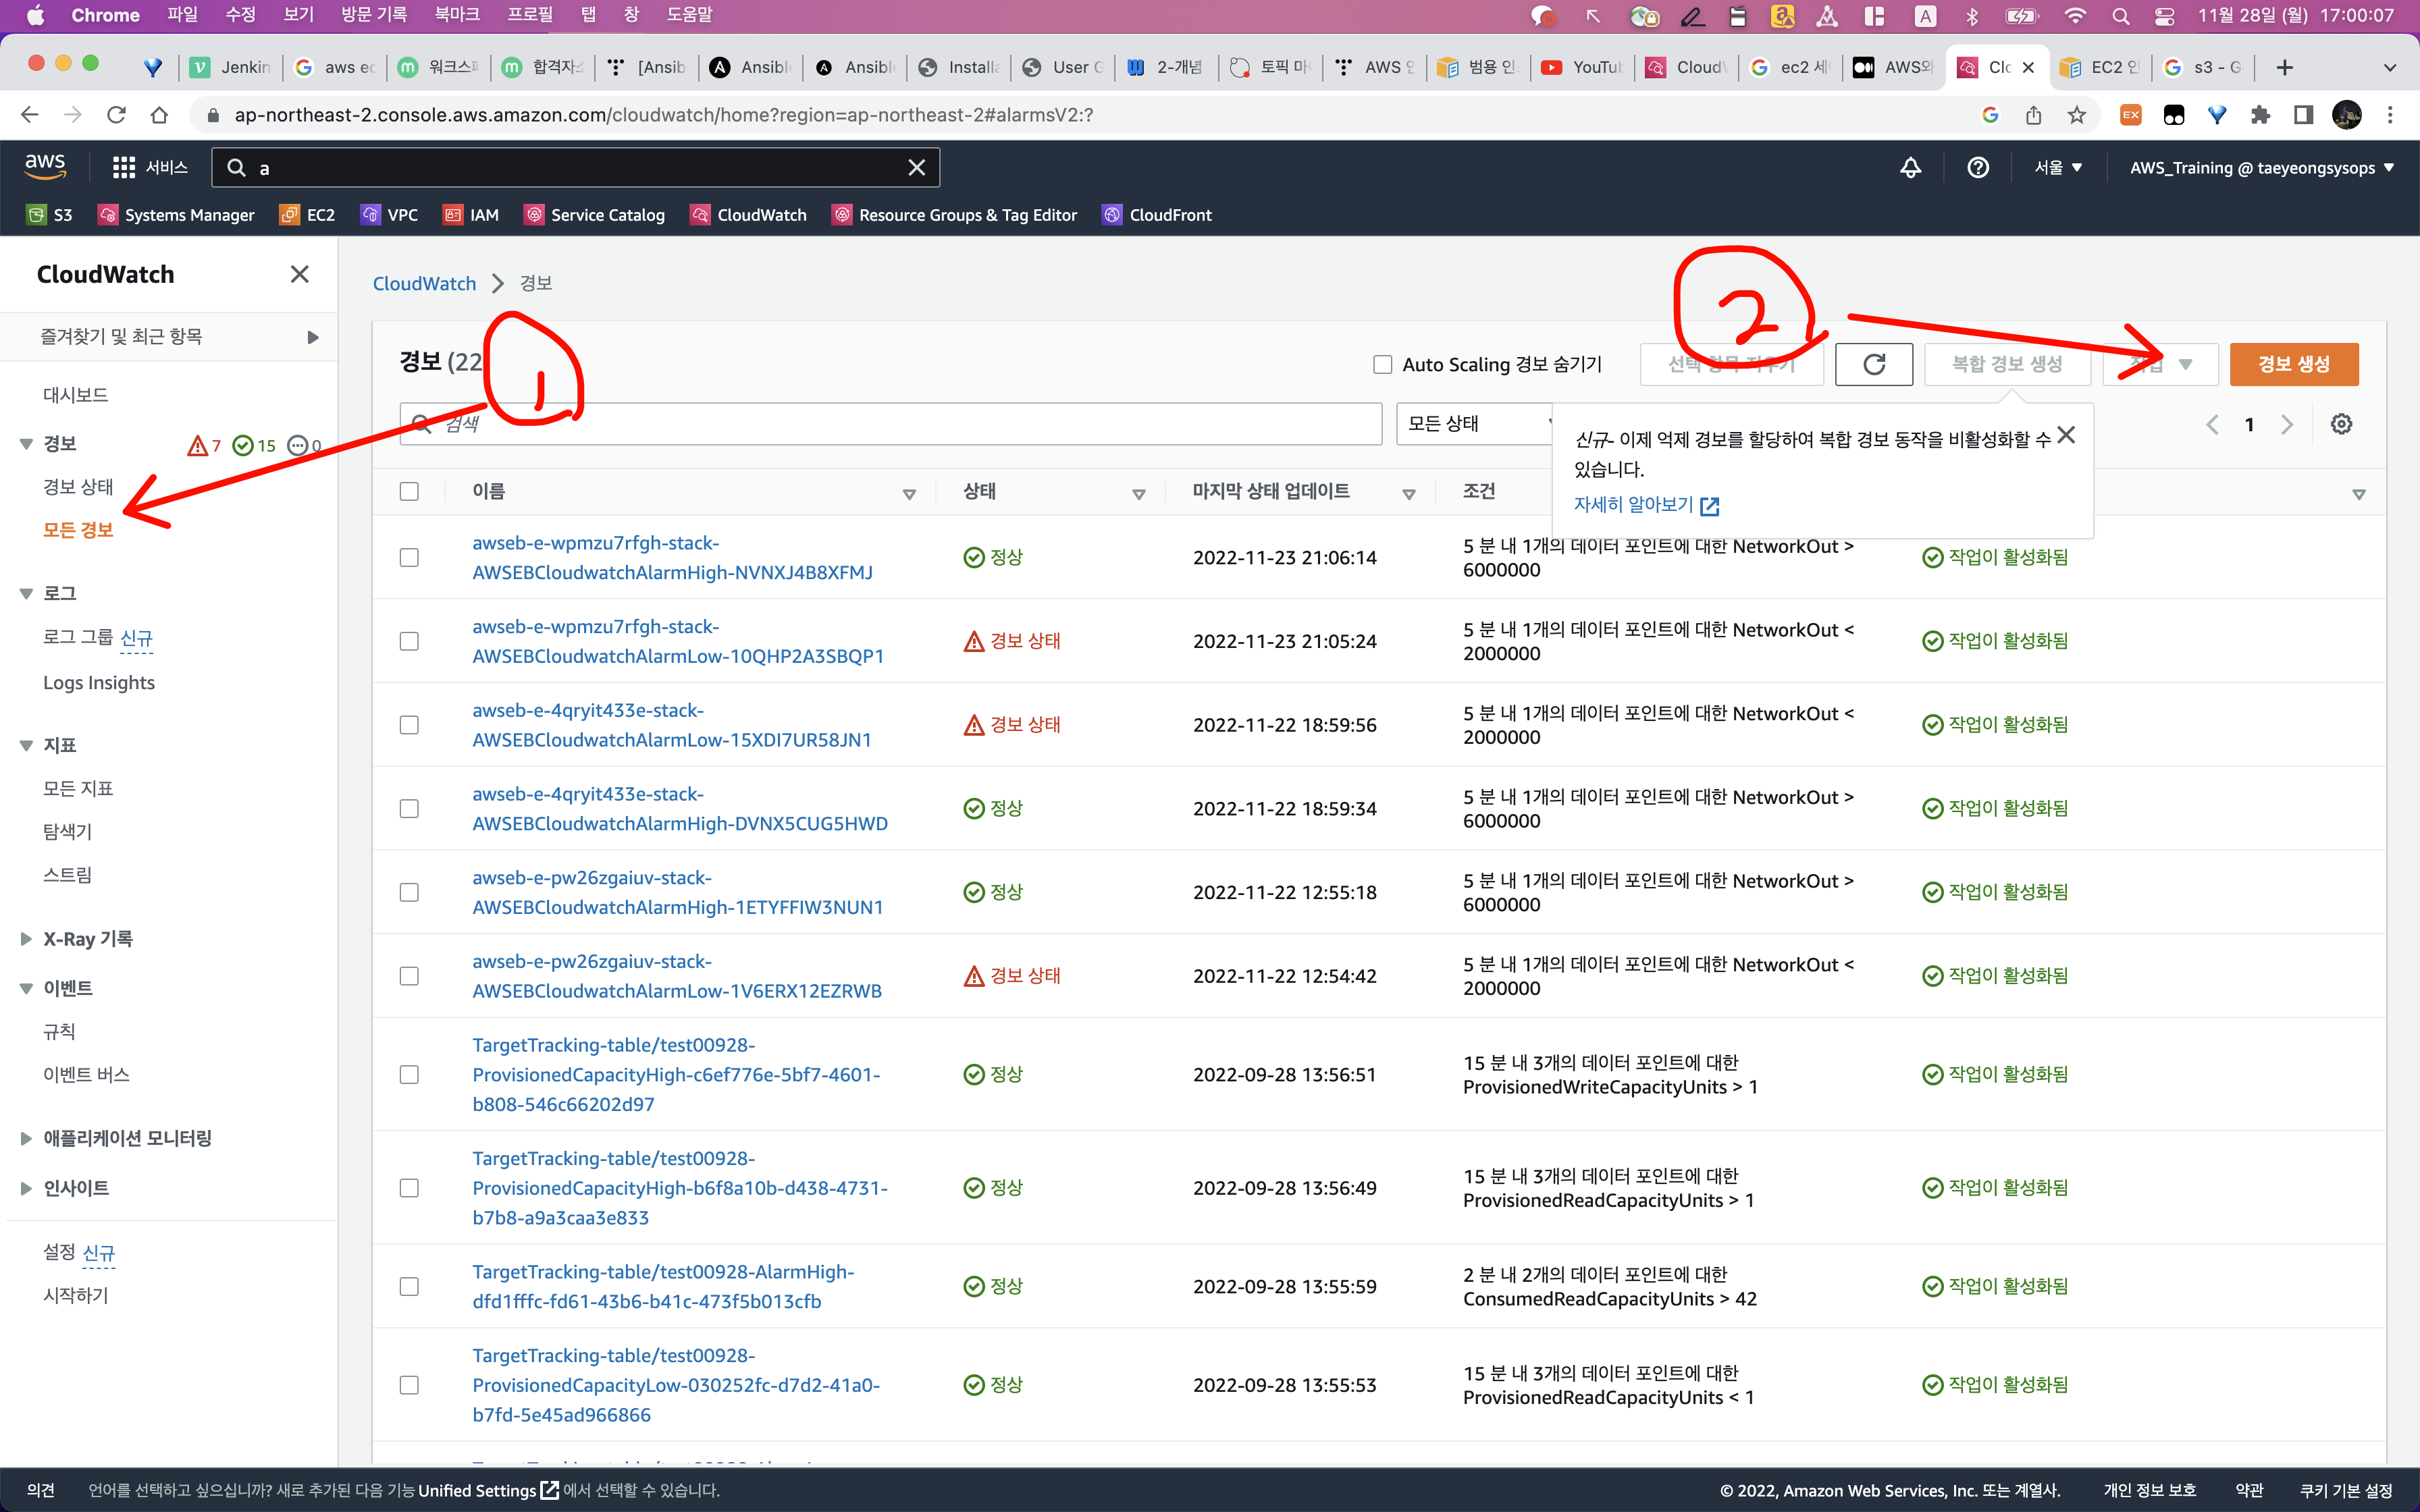 Chrome 파일 수정 보기 방문 기록 북마크 프로필 탭 창 도움말 A 11월 28일 (월) 17:00:07
Jenkin aws ec 워크스 합격자소 [Ansib Ansible Ansible Installa User G 2-개념 토픽 마 AWS 범용 인 YouTub CloudW ec2 세 AWS와 Clo EC2 인 s3 - G
ap-northeast-2.console.aws.amazon.com/cloudwatch/home?region=ap-northeast-2#alarmsV2:? EX
aws 서비스 a 서울 AWS_Training @ taeyeongsysops
S3 Systems Manager EC2 VPC IAM Service Catalog CloudWatch Resource Groups & Tag Editor CloudFront
CloudWatch
즐겨찾기 및 최근 항목
대시보드
경보 7 15 0
경보 상태
모든 경보
로그
로그 그룹 신규
Logs Insights
지표
모든 지표
탐색기
스트림
X-Ray 기록
이벤트
규칙
이벤트 버스
애플리케이션 모니터링
인사이트
설정 신규
시작하기
CloudWatch 경보
1
2
경보 (22
Auto Scaling 경보 숨기기 복합 경보 생성 경보 생성
검색 모든 상태 1
신규- 이제 억제 경보를 할당하여 복합 경보 동작을 비활성화할 수
있습니다.
자세히 알아보기
이름 상태 마지막 상태 업데이트 조건
awseb-e-wpmzu7rfgh-stack-
AWSEBCloudwatchAlarmHigh-NVNXJ4B8XFMJ
정상 2022-11-23 21:06:14
5 분 내 1개의 데이터 포인트에 대한 NetworkOut >
6000000
작업이 활성화됨
awseb-e-wpmzu7rfgh-stack-
AWSEBCloudwatchAlarmLow-10QHP2A3SBQP1
경보 상태 2022-11-23 21:05:24
5 분 내 1개의 데이터 포인트에 대한 NetworkOut <
2000000
작업이 활성화됨
awseb-e-4qryit433e-stack-
AWSEBCloudwatchAlarmLow-15XDI7UR58JN1
경보 상태 2022-11-22 18:59:56
5 분 내 1개의 데이터 포인트에 대한 NetworkOut <
2000000
작업이 활성화됨
awseb-e-4qryit433e-stack-
AWSEBCloudwatchAlarmHigh-DVNX5CUG5HWD
정상 2022-11-22 18:59:34
5 분 내 1개의 데이터 포인트에 대한 NetworkOut >
6000000
작업이 활성화됨
awseb-e-pw26zgaiuv-stack-
AWSEBCloudwatchAlarmHigh-1ETYFFIW3NUN1
정상 2022-11-22 12:55:18
5 분 내 1개의 데이터 포인트에 대한 NetworkOut >
6000000
작업이 활성화됨
awseb-e-pw26zgaiuv-stack-
AWSEBCloudwatchAlarmLow-1V6ERX12EZRWB
경보 상태 2022-11-22 12:54:42
5 분 내 1개의 데이터 포인트에 대한 NetworkOut <
2000000
작업이 활성화됨
TargetTracking-table/test00928-
ProvisionedCapacityHigh-c6ef776e-5bf7-4601-
b808-546c66202d97
정상 2022-09-28 13:56:51
15 분 내 3개의 데이터 포인트에 대한
ProvisionedWriteCapacityUnits > 1
작업이 활성화됨
TargetTracking-table/test00928-
ProvisionedCapacityHigh-b6f8a10b-d438-4731-
b7b8-a9a3caa3e833
정상 2022-09-28 13:56:49
15 분 내 3개의 데이터 포인트에 대한
ProvisionedReadCapacityUnits > 1
작업이 활성화됨
TargetTracking-table/test00928-AlarmHigh-
dfd1fffc-fd61-43b6-b41c-473f5b013cfb
정상 2022-09-28 13:55:59
2 분 내 2개의 데이터 포인트에 대한
ConsumedReadCapacityUnits > 42
작업이 활성화됨
TargetTracking-table/test00928-
ProvisionedCapacityLow-030252fc-d7d2-41a0-
b7fd-5e45ad966866
정상 2022-09-28 13:55:53
15 분 내 3개의 데이터 포인트에 대한
ProvisionedReadCapacityUnits < 1
작업이 활성화됨
의견 언어를 선택하고 싶으십니까? 새로 추가된 다음 기능 Unified Settings 에서 선택할 수 있습니다. © 2022, Amazon Web Services, Inc. 또는 계열사. 개인 정보 보호 약관 쿠키 기본 설정